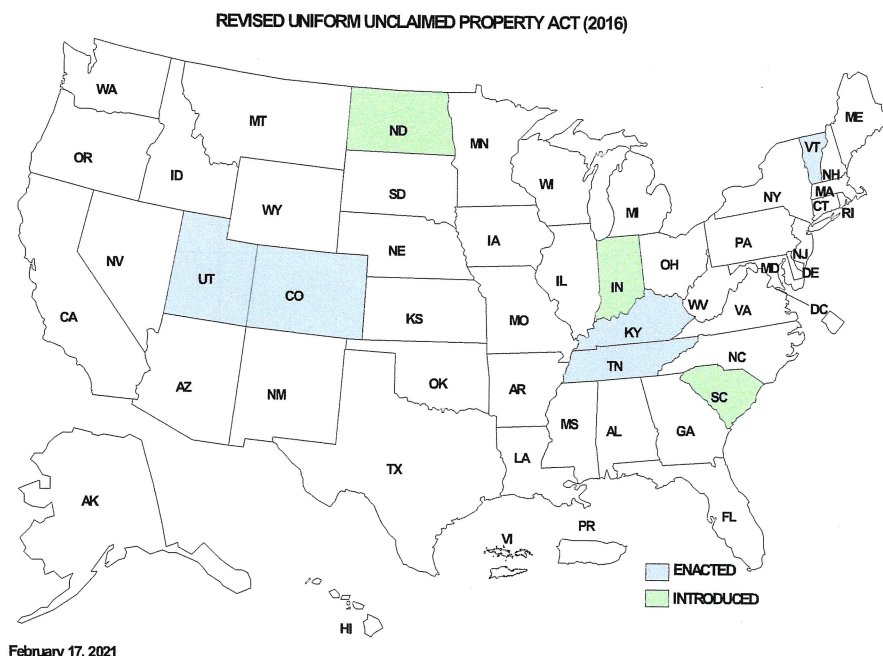 REVISED UNIFORM UNCLAIMED PROPERTY ACT (2016)
WA
MT
ND
MN
ME
VT
OR
ID
SD
WI
NH
MA
NY
CT
RI
WY
MI
IA
NE
PA
NV
IL
OH
NJ
MD
DE
UT
CO
IN
WV
CA
KS
MO
KY
VA
DC
TN
NC
AZ
NM
OK
AR
SC
MS
AL
GA
LA
TX
AK
FL
PR
VI
ENACTED
INTRODUCED
HI
February 17, 2021